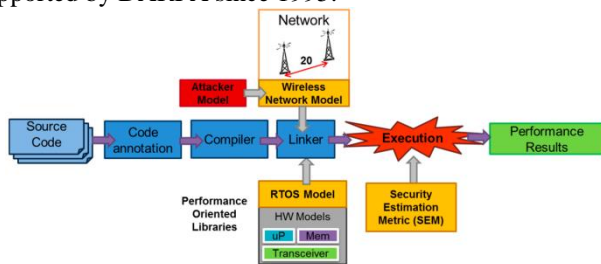 Network
20
Attacker
Model
Wireless
Network Model
Source
Code
Code
annotation
Compiler
Linker
Execution
Performance
Results
Performance
Oriented
Libraries
RTOS Model
HW Models
uP
Mem
Transceiver
Security
Estimation
Metric (SEM)